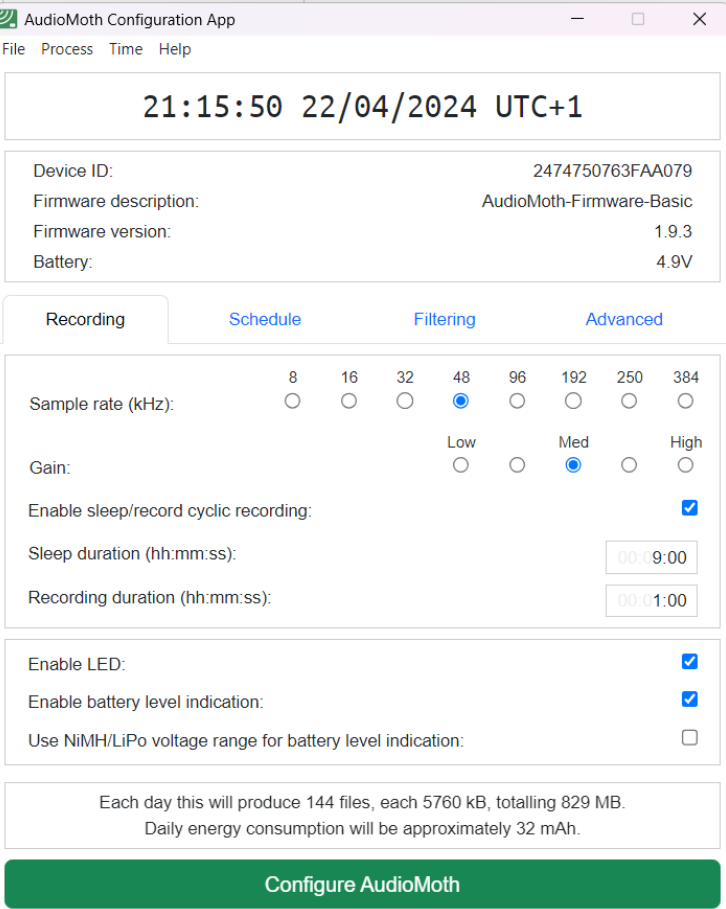 AudioMoth Configuration App
File Process Time Help
21:15:50 22/04/2024 UTC+1
Device ID: 2474750763FAA079
Firmware description: AudioMoth-Firmware-Basic
Firmware version: 1.9.3
Battery: 4.9V
Recording Schedule Filtering Advanced
8 16 32 48 96 192 250 384
Sample rate (kHz):
Low Med High
Gain:
Enable sleep/record cyclic recording:
Sleep duration (hh:mm:ss): 00:09:00
Recording duration (hh:mm:ss): 00:01:00
Enable LED:
Enable battery level indication:
Use NiMH/LiPo voltage range for battery level indication:
Each day this will produce 144 files, each 5760 kB, totalling 829 MB.
Daily energy consumption will be approximately 32 mAh.
Configure AudioMoth